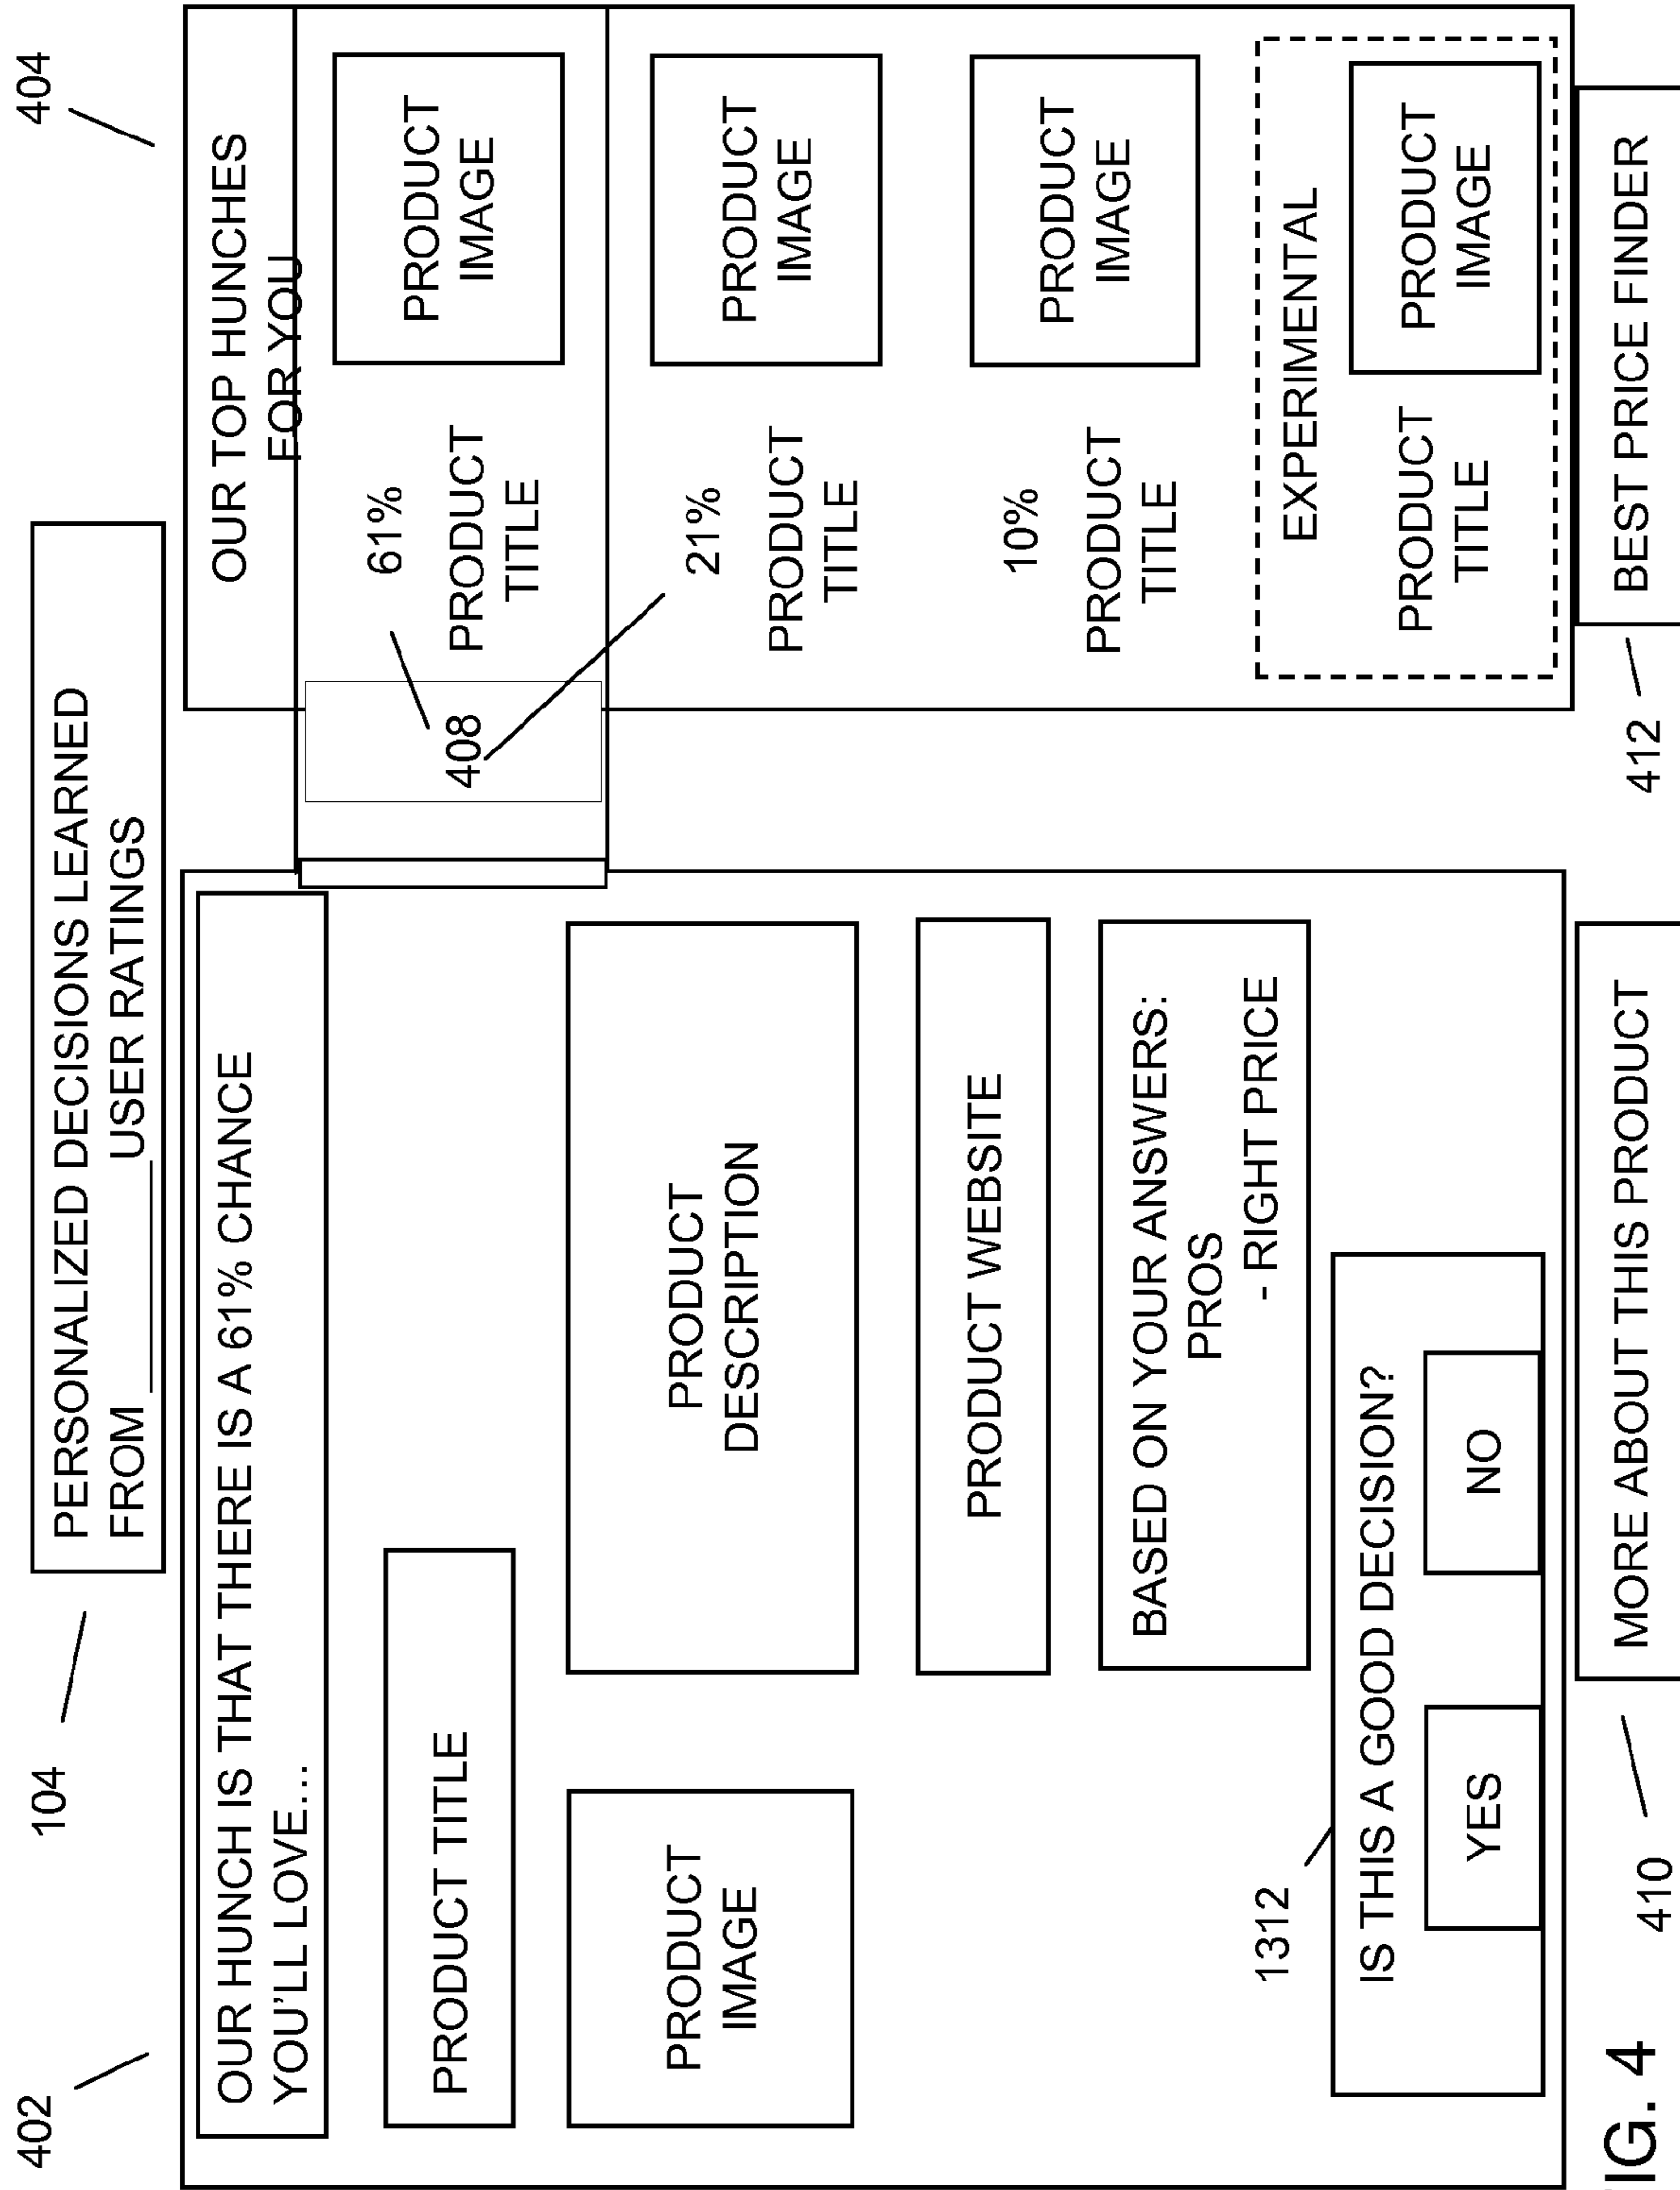 104
PERSONALIZED DECISIONS LEARNED
FROM ________ USER RATINGS
402
OUR HUNCH IS THAT THERE IS A 61% CHANCE
YOU'LL LOVE...
PRODUCT TITLE
PRODUCT
IMAGE
PRODUCT
DESCRIPTION
PRODUCT WEBSITE
BASED ON YOUR ANSWERS:
PROS
- RIGHT PRICE
1312
IS THIS A GOOD DECISION?
YES
NO
404
OUR TOP HUNCHES
FOR YOU
408
61%
PRODUCT
TITLE
PRODUCT
IMAGE
21%
PRODUCT
TITLE
PRODUCT
IMAGE
10%
PRODUCT
TITLE
PRODUCT
IMAGE
EXPERIMENTAL
PRODUCT
TITLE
PRODUCT
IMAGE
410
MORE ABOUT THIS PRODUCT
412
BEST PRICE FINDER
IG. 4